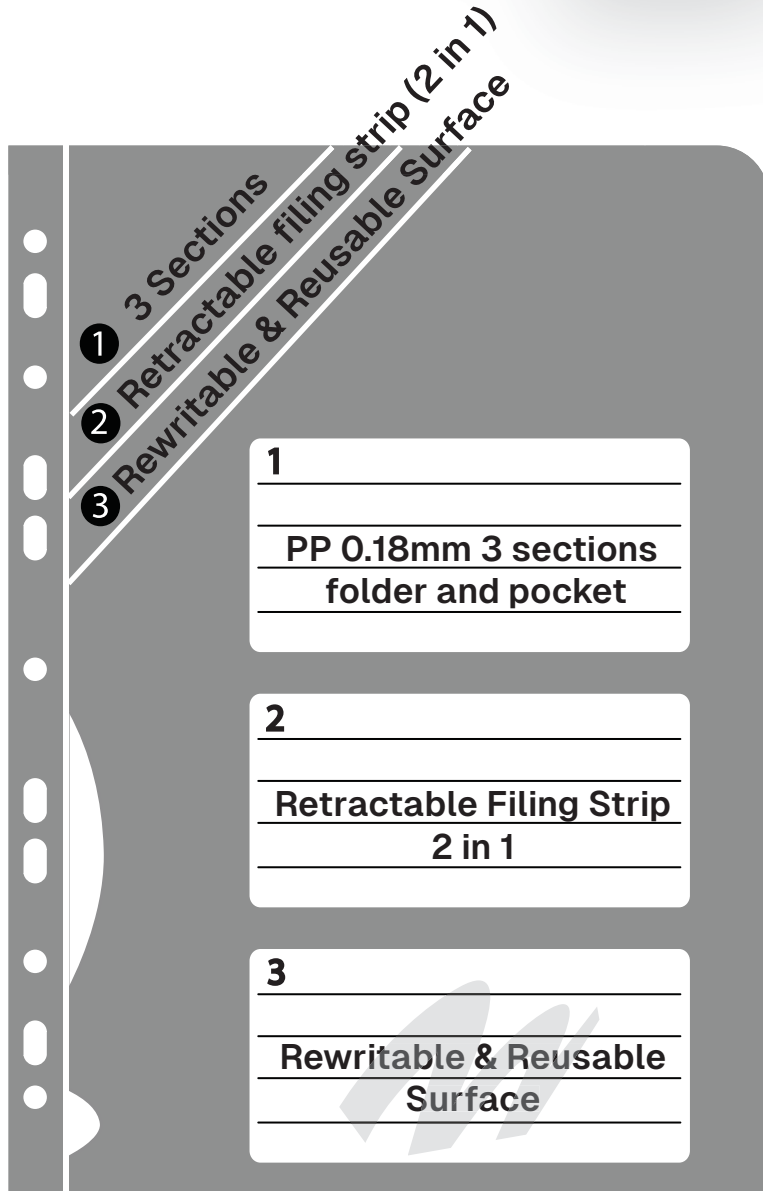 1 3 Sections
2 Retractable filing strip (2 in 1)
3 Rewritable & Reusable Surface
1
PP 0.18mm 3 sections
folder and pocket
2
Retractable Filing Strip
2 in 1
3
Rewritable & Reusable
Surface